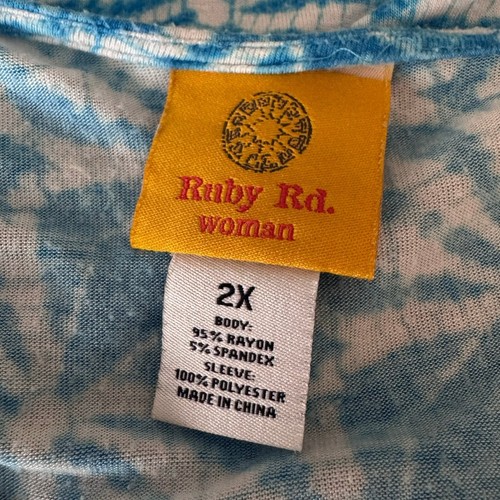 Ruby Rd.
woman
2X
BODY:
95% RAYON
5% SPANDEX
SLEEVE:
100% POLYESTER
MADE IN CHINA